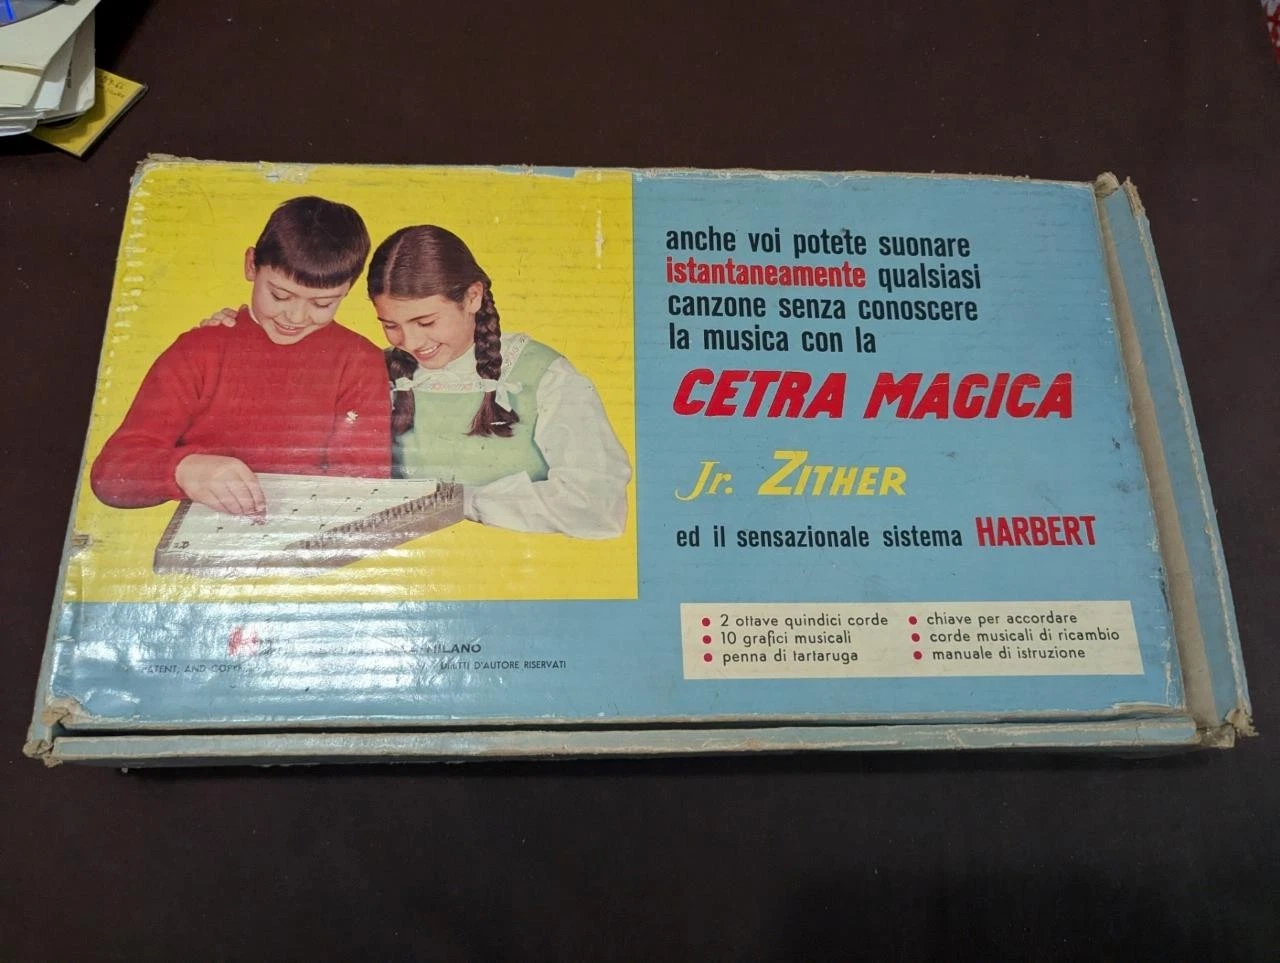 anche voi potete suonare
istantaneamente qualsiasi
canzone senza conoscere
la musica con la
CETRA MAGICA
Jr. ZITHER
ed il sensazionale sistema HARBERT
• 2 ottave quindici corde
• 10 grafici musicali
• penna di tartaruga
• chiave per accordare
• corde musicali di ricambio
• manuale di istruzione
MILANO
PATENT, AND DIRITTI D'AUTORE RISERVATI